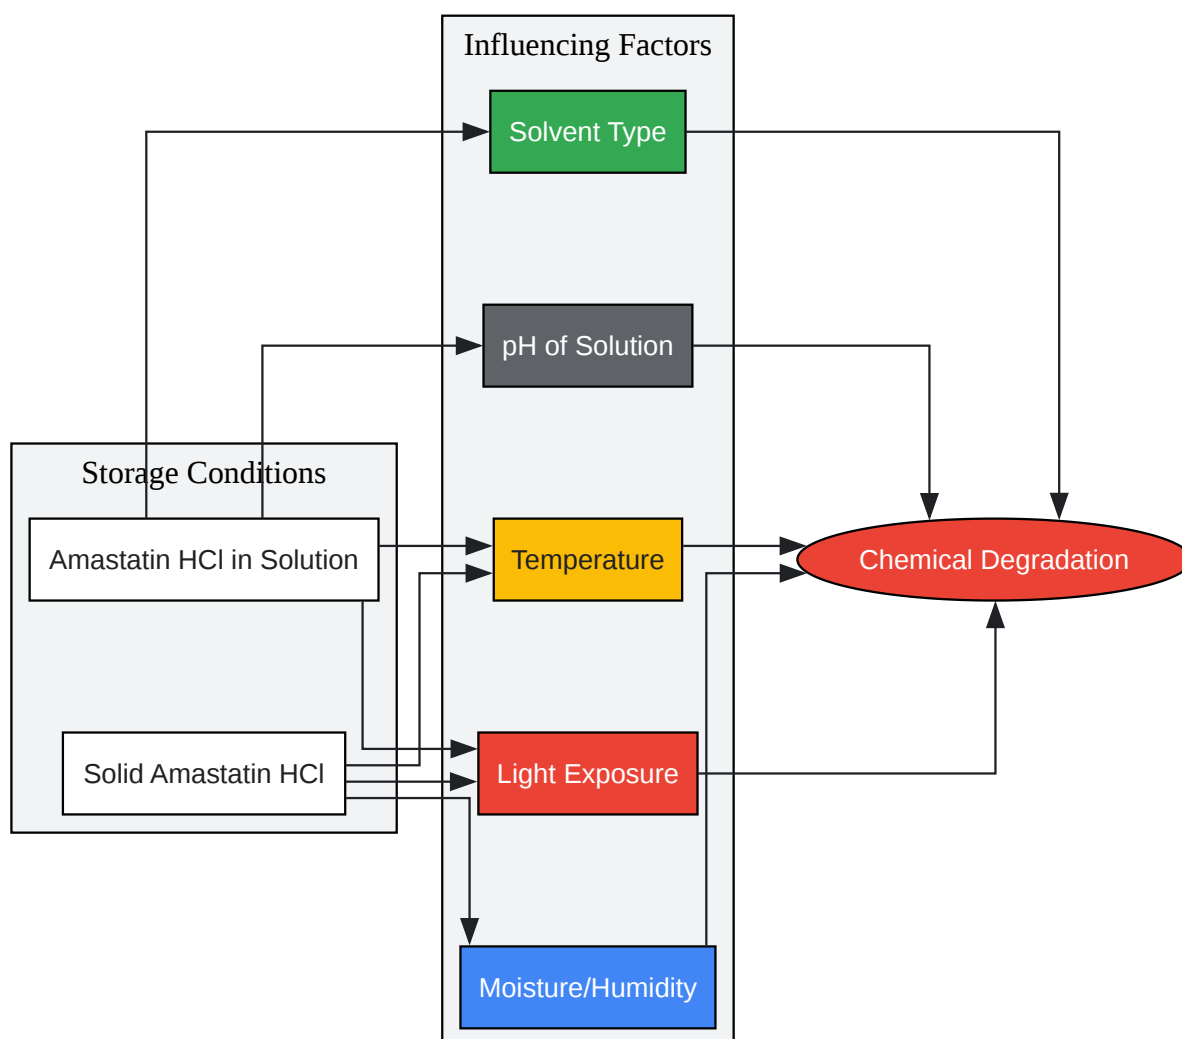 Influencing Factors
Solvent Type
pH of Solution
Storage Conditions
Amastatin HCl in Solution
Temperature
Chemical Degradation
Solid Amastatin HCl
Light Exposure
Moisture/Humidity